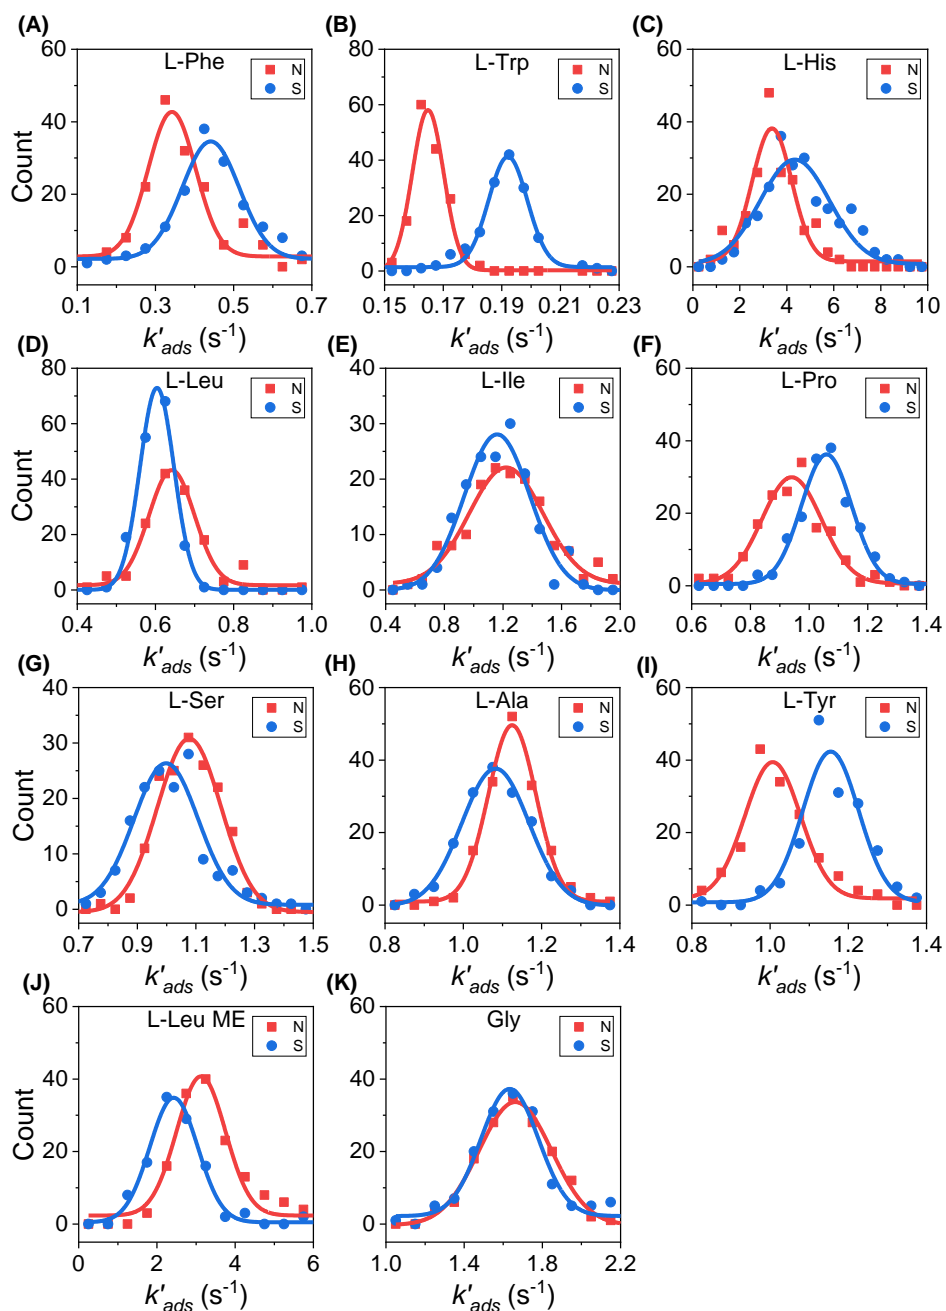 (A) (B) (C)
L-Phe L-Trp L-His
N N N
S S S
60 80 60
40 60 40
20 40 20
0 20 0
0
0.1 0.3 0.5 0.7 0.15 0.17 0.19 0.21 0.23 0 2 4 6 8 10
Count
k'ads (s-1) k'ads (s-1) k'ads (s-1)
(D) (E) (F)
L-Leu L-Ile L-Pro
N N N
S S S
80 40 60
60 30 40
40 20 20
20 10 0
0 0
0.4 0.6 0.8 1.0 0.4 0.8 1.2 1.6 2.0 0.6 0.8 1.0 1.2 1.4
Count
k'ads (s-1) k'ads (s-1) k'ads (s-1)
(G) (H) (I)
L-Ser L-Ala L-Tyr
N N N
S S S
40 60 60
30 40 40
20 20 20
10 0 0
0
0.7 0.9 1.1 1.3 1.5 0.8 1.0 1.2 1.4 0.8 1.0 1.2 1.4
Count
k'ads (s-1) k'ads (s-1) k'ads (s-1)
(J) (K)
L-Leu ME Gly
N N
S S
60 60
40 40
20 20
0 0
0 2 4 6 1.0 1.4 1.8 2.2
Count
k'ads (s-1) k'ads (s-1)